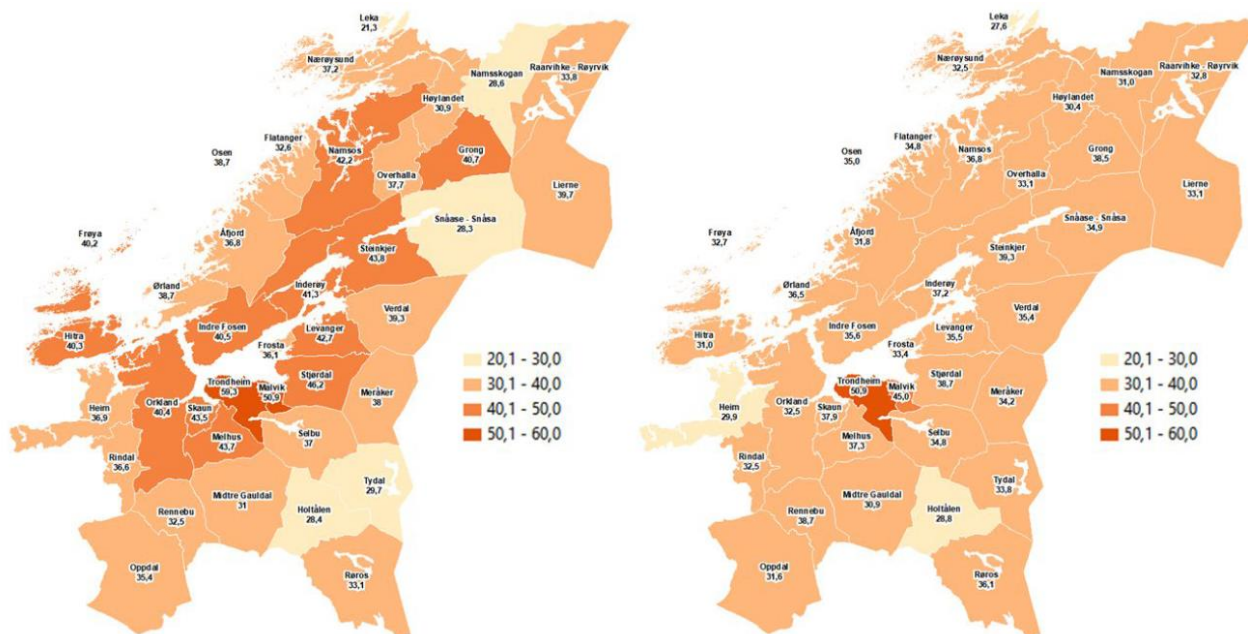 Leka
21,3
Nærøysund
37,2
Namsskogan
28,6
Raarvihke - Røyrvik
33,8
Høylandet
30,9
Flatanger
32,6
Osen
38,7
Namsos
42,2
Grong
40,7
Overhalla
37,7
Lierne
39,7
Snåase - Snåsa
28,3
Frøya
40,2
Åfjord
36,8
Steinkjer
43,8
Ørland
38,7
Inderøy
41,3
Verdal
39,3
Hitra
40,3
Indre Fosen
40,5
Levanger
42,7
Frosta
36,1
Stjørdal
46,2
Trondheim
59,3
Malvik
50,9
Meråker
38
Heim
36,9
Orkland
40,4
Skaun
43,5
Melhus
43,7
Selbu
37
Rindal
36,6
Tydal
29,7
Midtre Gauldal
31
Holtålen
28,4
Rennebu
32,5
Oppdal
35,4
Røros
33,1
20,1 - 30,0
30,1 - 40,0
40,1 - 50,0
50,1 - 60,0
Leka
27,6
Nærøysund
32,5
Namsskogan
31,0
Raarvihke - Røyrvik
32,8
Høylandet
30,4
Flatanger
34,8
Osen
35,0
Namsos
36,8
Grong
38,5
Overhalla
33,1
Lierne
33,1
Snåase - Snåsa
34,9
Frøya
32,7
Åfjord
31,8
Steinkjer
39,3
Ørland
36,5
Inderøy
37,2
Verdal
35,4
Hitra
31,0
Indre Fosen
35,6
Levanger
35,5
Frosta
33,4
Stjørdal
38,7
Trondheim
50,9
Malvik
45,0
Meråker
34,2
Heim
29,9
Orkland
32,5
Skaun
37,9
Melhus
37,3
Selbu
34,8
Rindal
32,5
Tydal
33,8
Midtre Gauldal
30,9
Holtålen
28,8
Rennebu
38,7
Oppdal
31,6
Røros
36,1
20,1 - 30,0
30,1 - 40,0
40,1 - 50,0
50,1 - 60,0